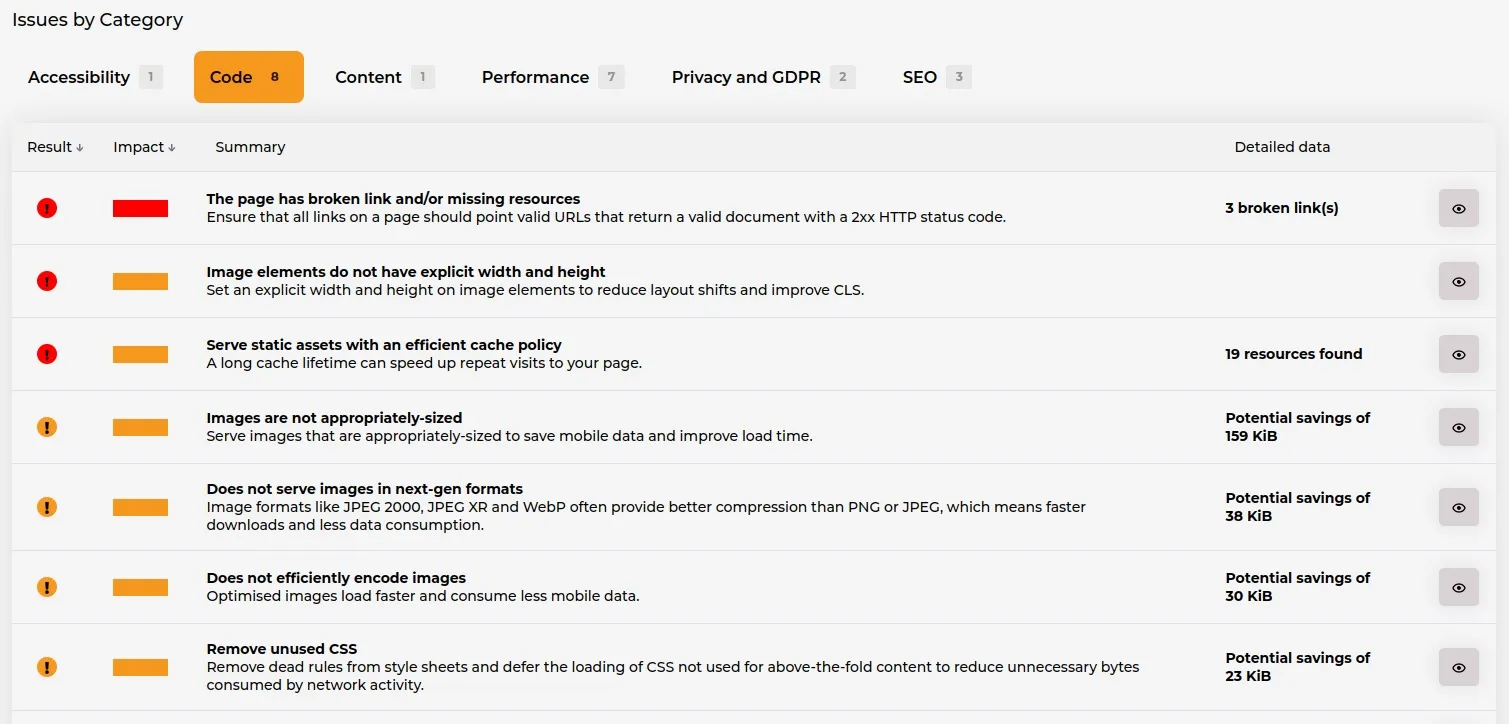 Issues by Category
Accessibility 1 Code 8 Content 1 Performance 7 Privacy and GDPR 2 SEO 3
Result ↓ Impact ↓ Summary Detailed data
The page has broken link and/or missing resources
Ensure that all links on a page should point valid URLs that return a valid document with a 2xx HTTP status code.
3 broken link(s)
Image elements do not have explicit width and height
Set an explicit width and height on image elements to reduce layout shifts and improve CLS.
Serve static assets with an efficient cache policy
A long cache lifetime can speed up repeat visits to your page.
19 resources found
Images are not appropriately-sized
Serve images that are appropriately-sized to save mobile data and improve load time.
Potential savings of
159 KiB
Does not serve images in next-gen formats
Image formats like JPEG 2000, JPEG XR and WebP often provide better compression than PNG or JPEG, which means faster
downloads and less data consumption.
Potential savings of
38 KiB
Does not efficiently encode images
Optimised images load faster and consume less mobile data.
Potential savings of
30 KiB
Remove unused CSS
Remove dead rules from style sheets and defer the loading of CSS not used for above-the-fold content to reduce unnecessary bytes
consumed by network activity.
Potential savings of
23 KiB